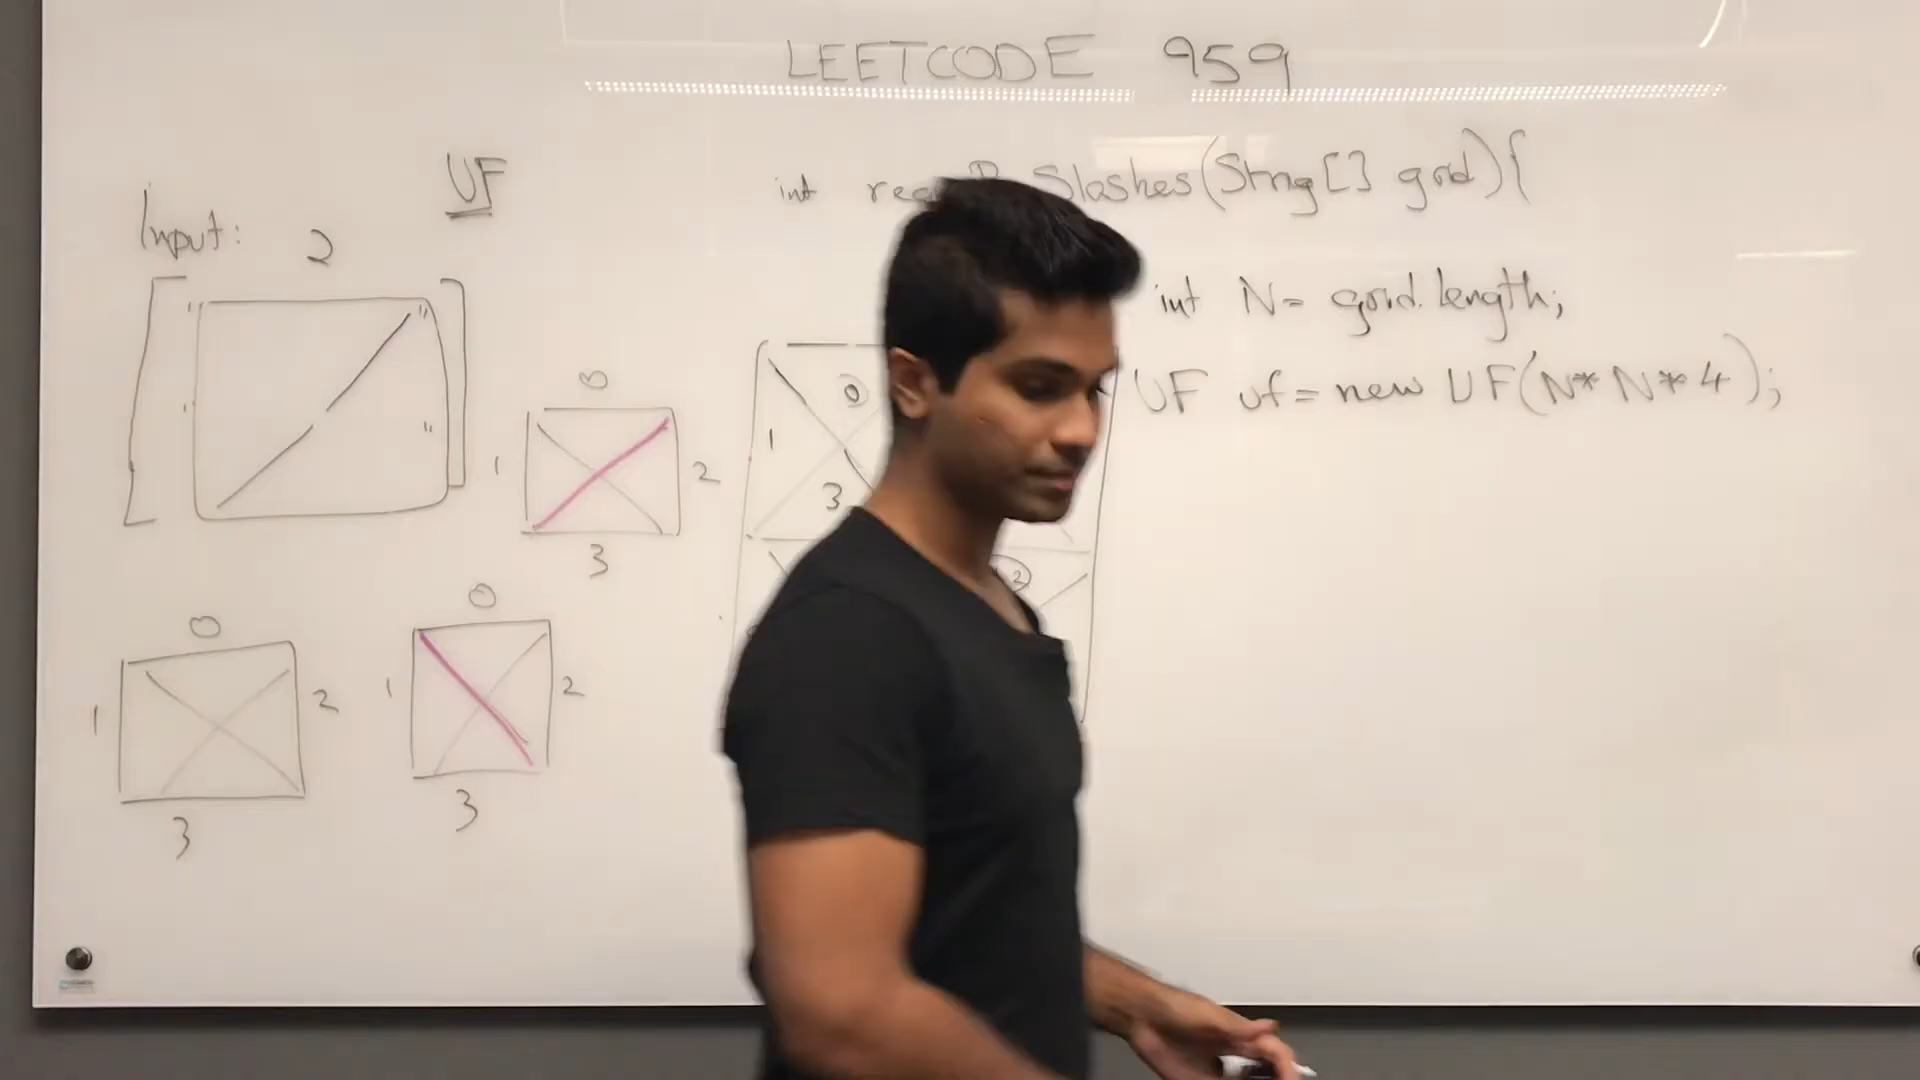 LEETCODE 959
UF
Input: 2
" "
" "
0
1 2
3
0
1 2
3
0
1 2
3
0
1
3
2
int Slashes(String[] grid){
int N = grid.length;
UF uf = new UF(N*N*4);